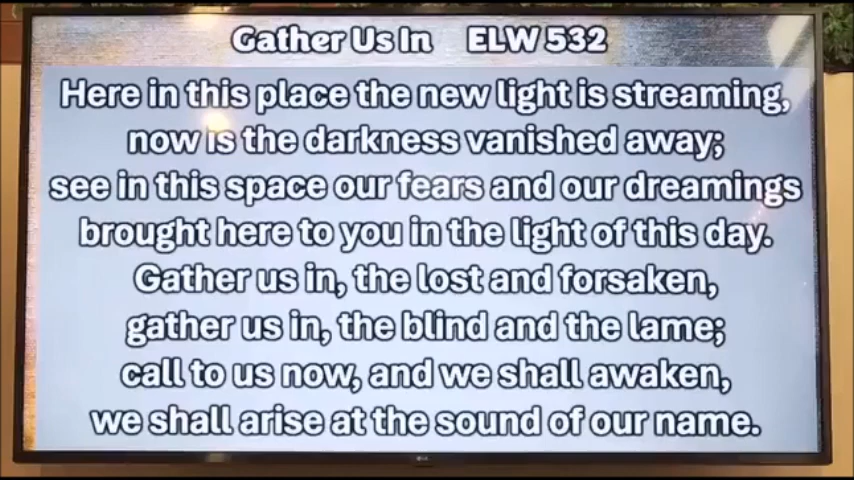 Gather Us In ELW 532
Here in this place the new light is streaming,
now is the darkness vanished away;
see in this space our fears and our dreamings
brought here to you in the light of this day.
Gather us in, the lost and forsaken,
gather us in, the blind and the lame;
call to us now, and we shall awaken,
we shall arise at the sound of our name.
LG